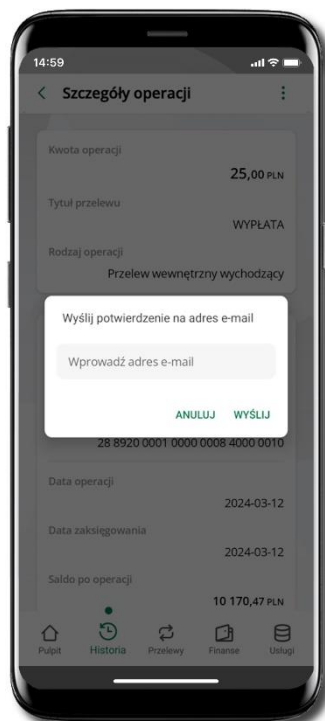 14:59
Szczegóły operacji
Kwota operacji
25,00 PLN
Tytuł przelewu
WYPŁATA
Rodzaj operacji
Przelew wewnętrzny wychodzący
Wyślij potwierdzenie na adres e-mail
Wprowadź adres e-mail
ANULUJ WYŚLIJ
28 8920 0001 0000 0008 4000 0010
Data operacji
2024-03-12
Data zaksięgowania
2024-03-12
Saldo po operacji
10 170,47 PLN
Pulpit Historia Przelewy Finanse Usługi